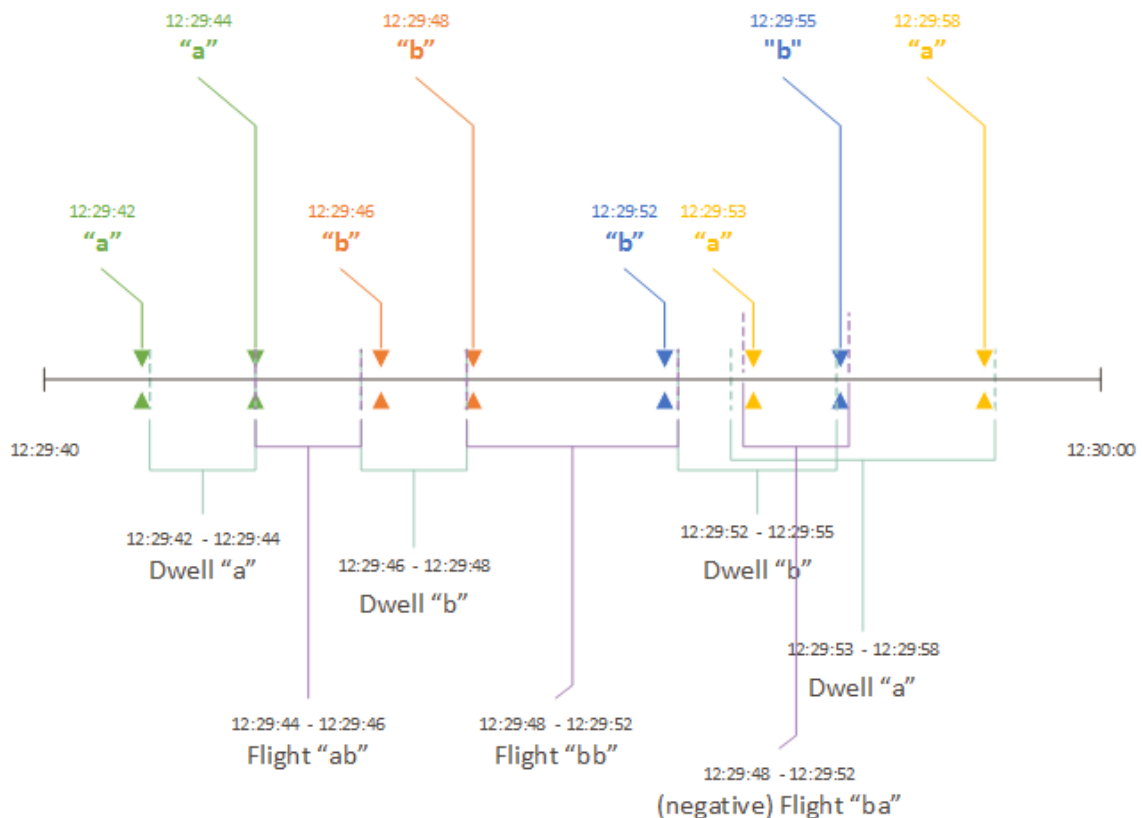 12:29:44
“a”
12:29:48
“b”
12:29:55
"b"
12:29:58
“a”
12:29:42
“a”
12:29:46
“b”
12:29:52
“b”
12:29:53
“a”
12:29:40
12:30:00
12:29:42 - 12:29:44
Dwell “a”
12:29:46 - 12:29:48
Dwell “b”
12:29:52 - 12:29:55
Dwell “b”
12:29:53 - 12:29:58
Dwell “a”
12:29:44 - 12:29:46
Flight “ab”
12:29:48 - 12:29:52
Flight “bb”
12:29:48 - 12:29:52
(negative) Flight “ba”